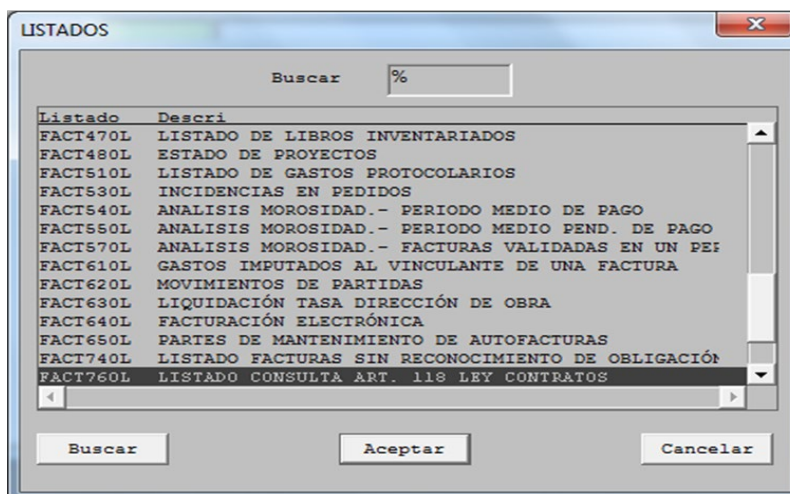 LISTADOS
Buscar %
Listado Descri
FACT470L LISTADO DE LIBROS INVENTARIADOS
FACT480L ESTADO DE PROYECTOS
FACT510L LISTADO DE GASTOS PROTOCOLARIOS
FACT530L INCIDENCIAS EN PEDIDOS
FACT540L ANALISIS MOROSIDAD.- PERIODO MEDIO DE PAGO
FACT550L ANALISIS MOROSIDAD.- PERIODO MEDIO PEND. DE PAGO
FACT570L ANALISIS MOROSIDAD.- FACTURAS VALIDADAS EN UN
FACT610L GASTOS IMPUTADOS AL VINCULANTE DE UNA FACTURA
FACT620L MOVIMIENTOS DE PARTIDAS
FACT630L LIQUIDACIÓN TASA DIRECCIÓN DE OBRA
FACT640L FACTURACIÓN ELECTRÓNICA
FACT650L PARTES DE MANTENIMIENTO DE AUTOFACTURAS
FACT740L LISTADO FACTURAS SIN RECONOCIMIENTO DE OBLIGACIÓN
FACT760L LISTADO CONSULTA ART. 118 LEY CONTRATOS
Buscar Aceptar Cancelar